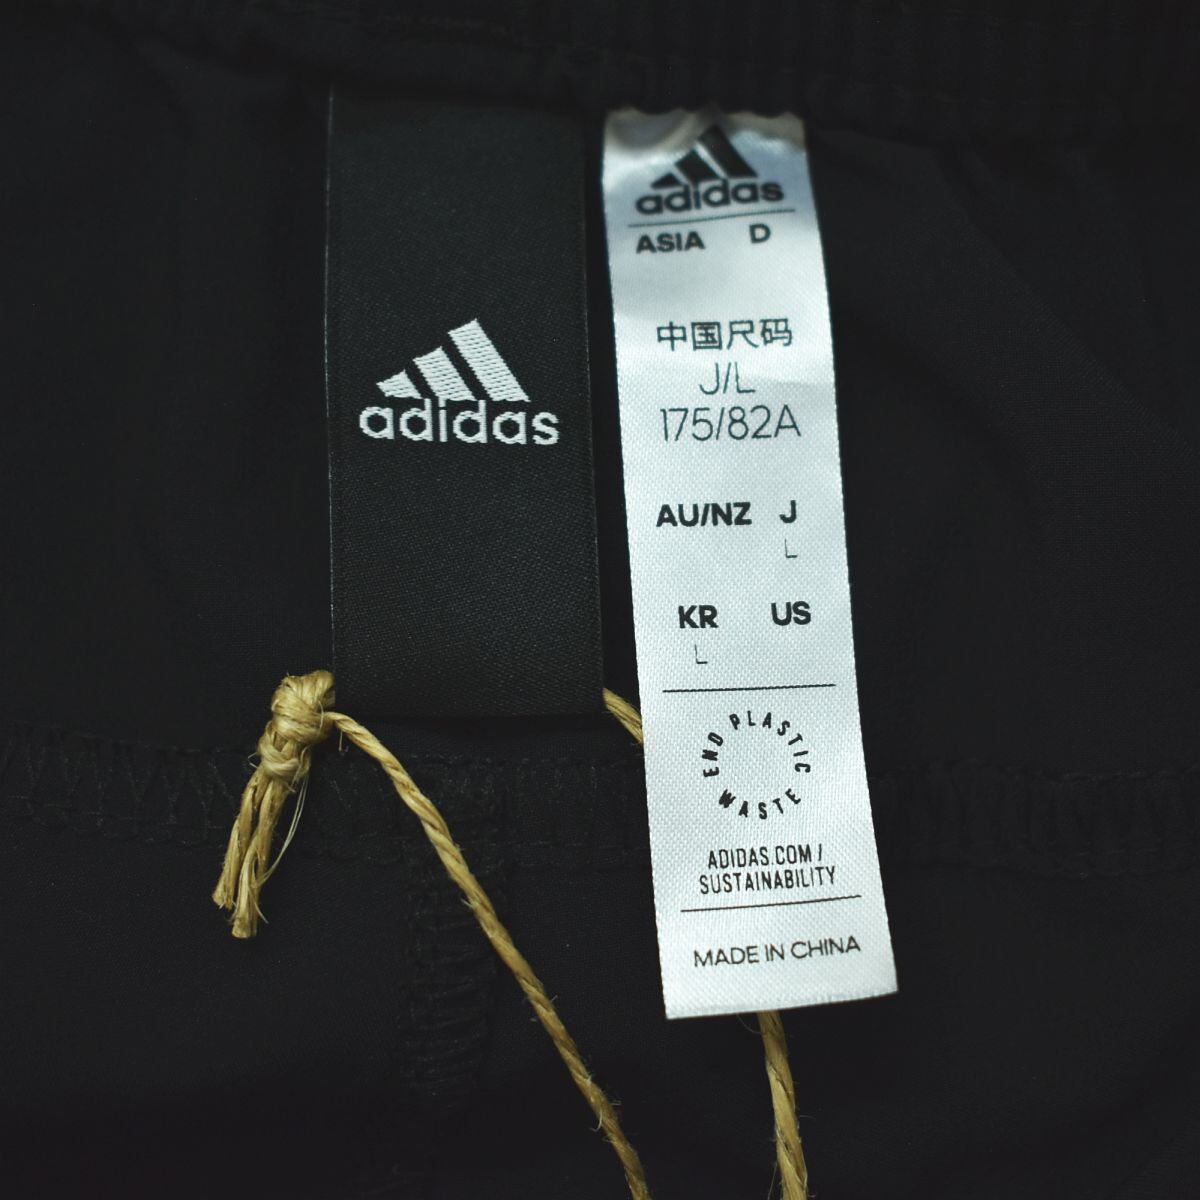 adidas
adidas
ASIA D
中国尺码
J/L
175/82A
AU/NZ J
L
KR US
L
END PLASTIC WASTE
ADIDAS.COM/
SUSTAINABILITY
MADE IN CHINA